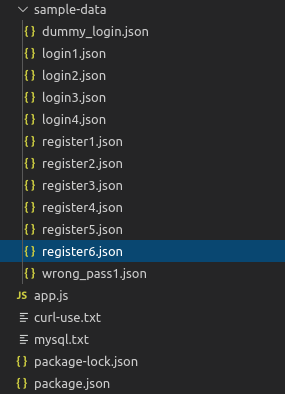 sample-data
{} dummy_login.json
{} login1.json
{} login2.json
{} login3.json
{} login4.json
{} register1.json
{} register2.json
{} register3.json
{} register4.json
{} register5.json
{} register6.json
{} wrong_pass1.json
JS app.js
curl-use.txt
mysql.txt
{} package-lock.json
{} package.json